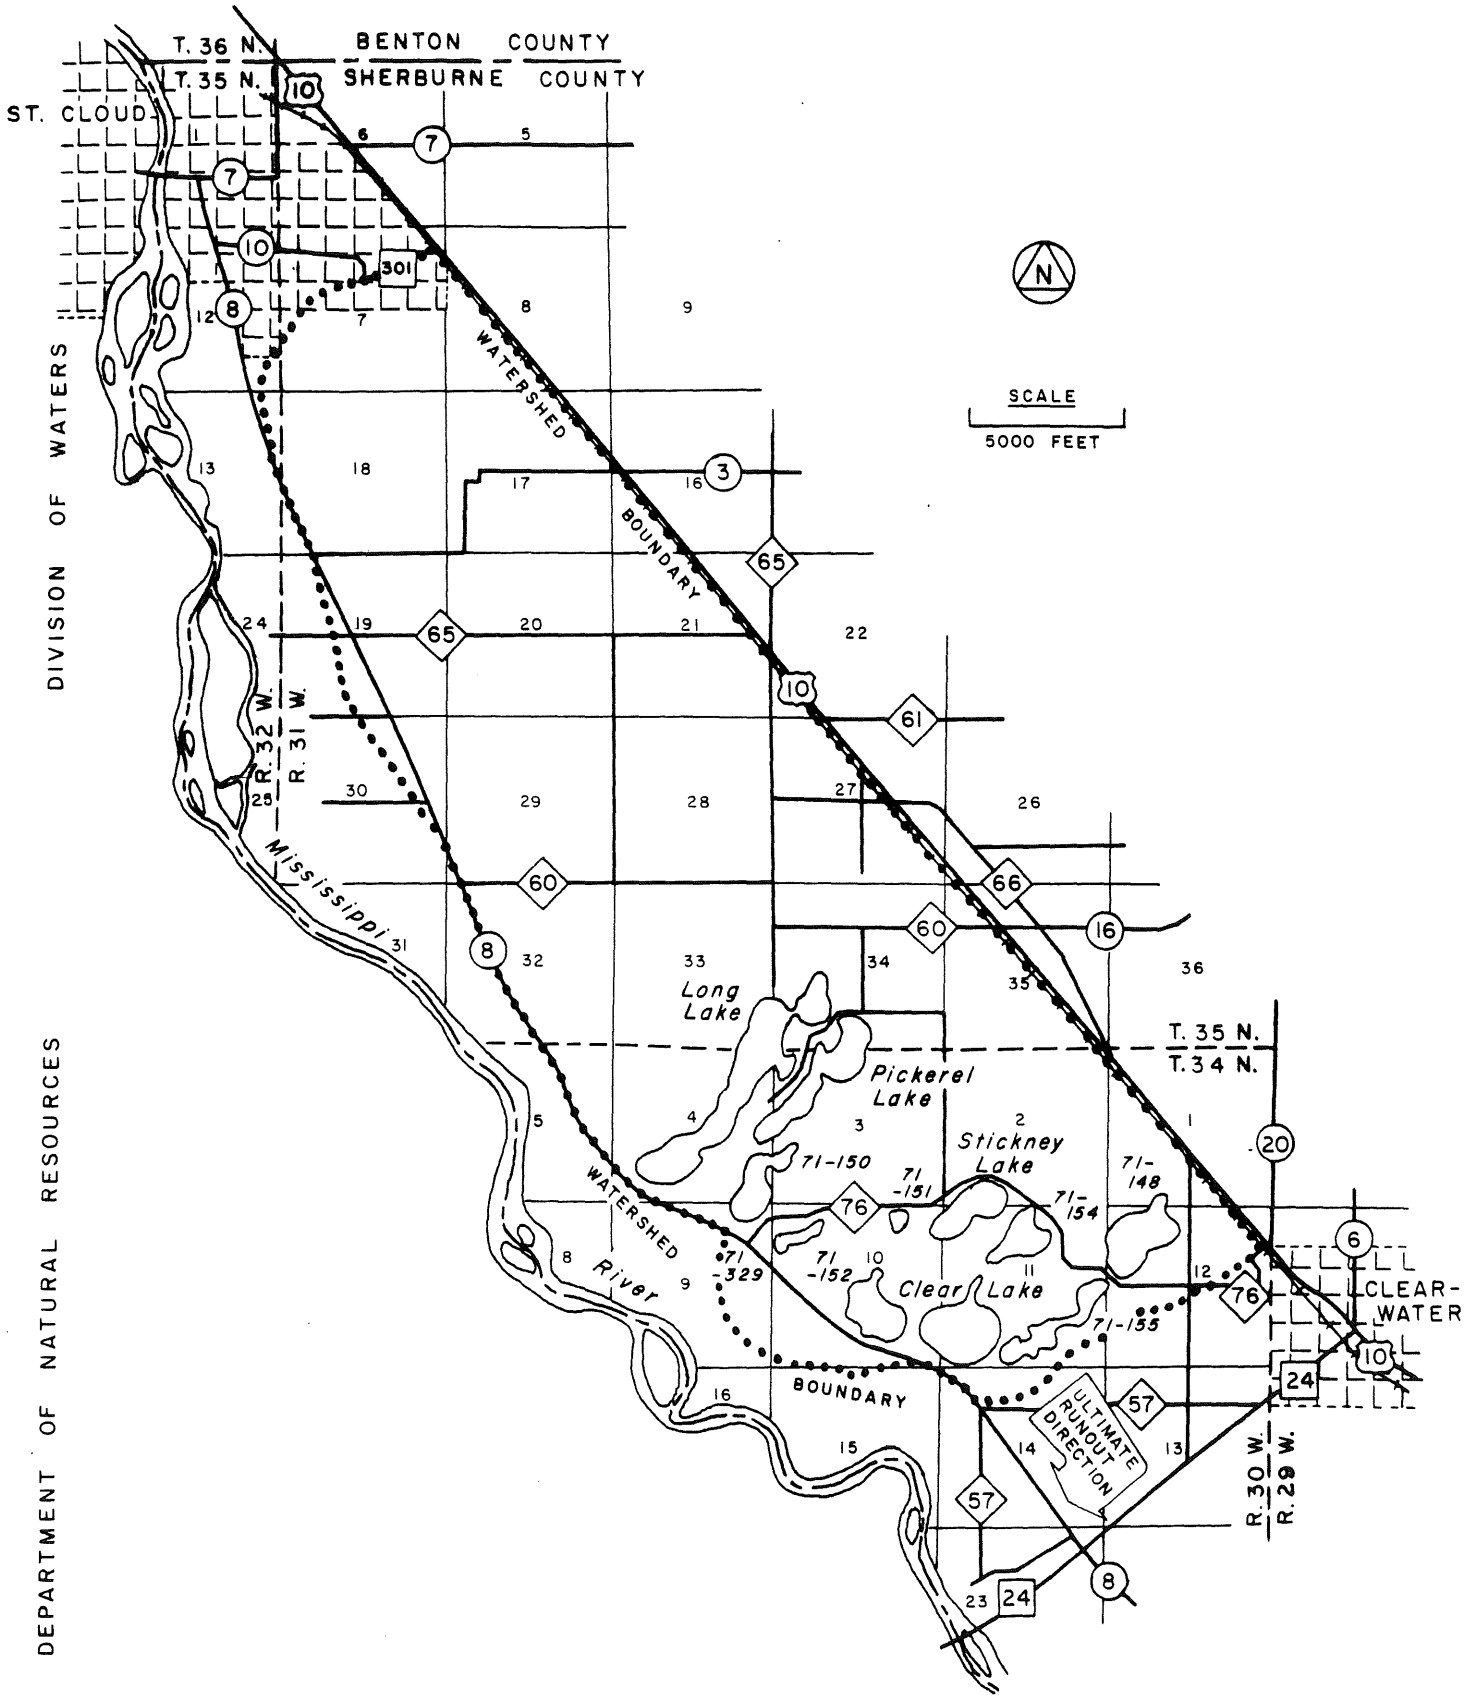 T. 36 N.
BENTON COUNTY
T. 35 N.
SHERBURNE COUNTY
10
ST. CLOUD
1
6
7
5
7
10
301
8
12
7
8
9
N
WATERSHED
SCALE
5000 FEET
DIVISION OF WATERS
13
18
17
16
3
BOUNDARY
65
24
19
65
20
21
22
R. 32 W.
R. 31 W.
10
61
25
30
29
28
27
26
Mississippi
60
66
31
8
32
33
60
34
16
35
36
Long
Lake
T. 35 N.
T. 34 N.
Pickerel
Lake
5
4
3
2
1
20
Stickney
Lake
71-150
71
-151
71-
148
71-
154
WATERSHED
76
6
8
River
9
71
-329
71
-152
10
11
12
Clear Lake
76
CLEAR-
WATER
71-155
10
BOUNDARY
24
16
57
ULTIMATE
RUNOUT
DIRECTION
15
14
13
R. 30 W.
R. 29 W.
57
8
23
24
DEPARTMENT OF NATURAL RESOURCES